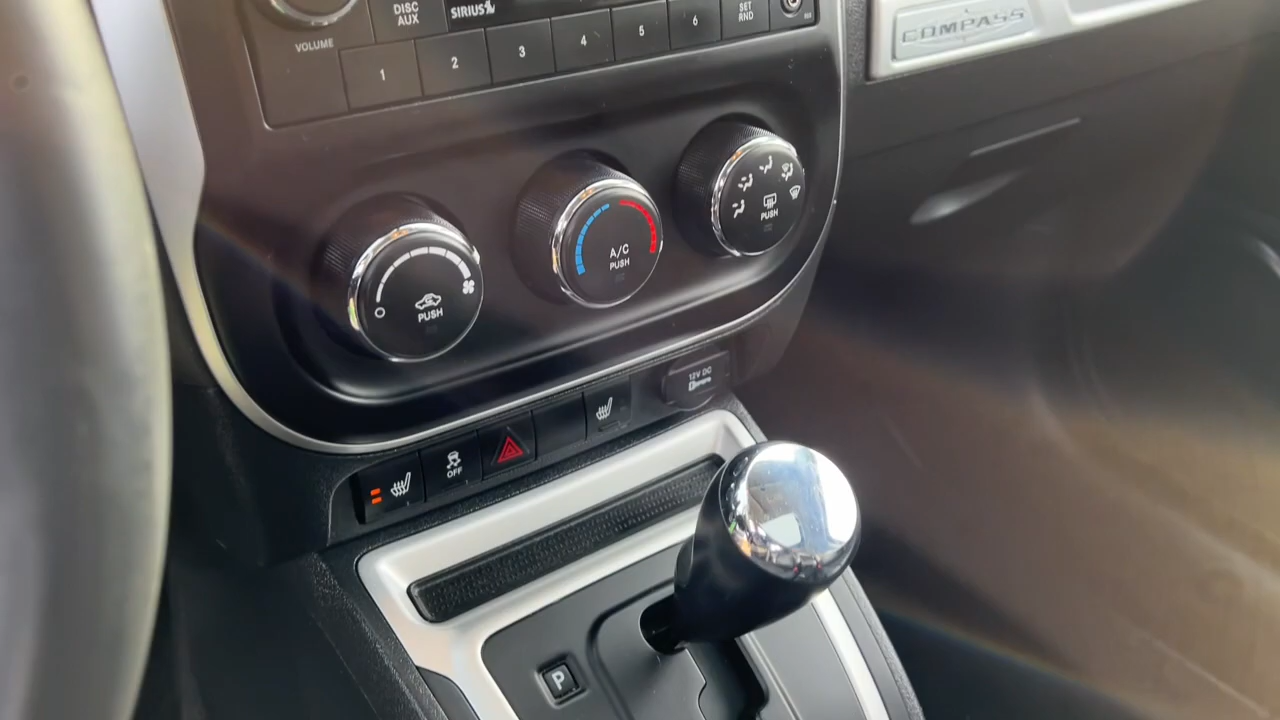 DISC
AUX
SIRIUS
SET
RND
VOLUME
1
2
3
4
5
6
COMPASS
PUSH
A/C
PUSH
PUSH
12V DC
OFF
P